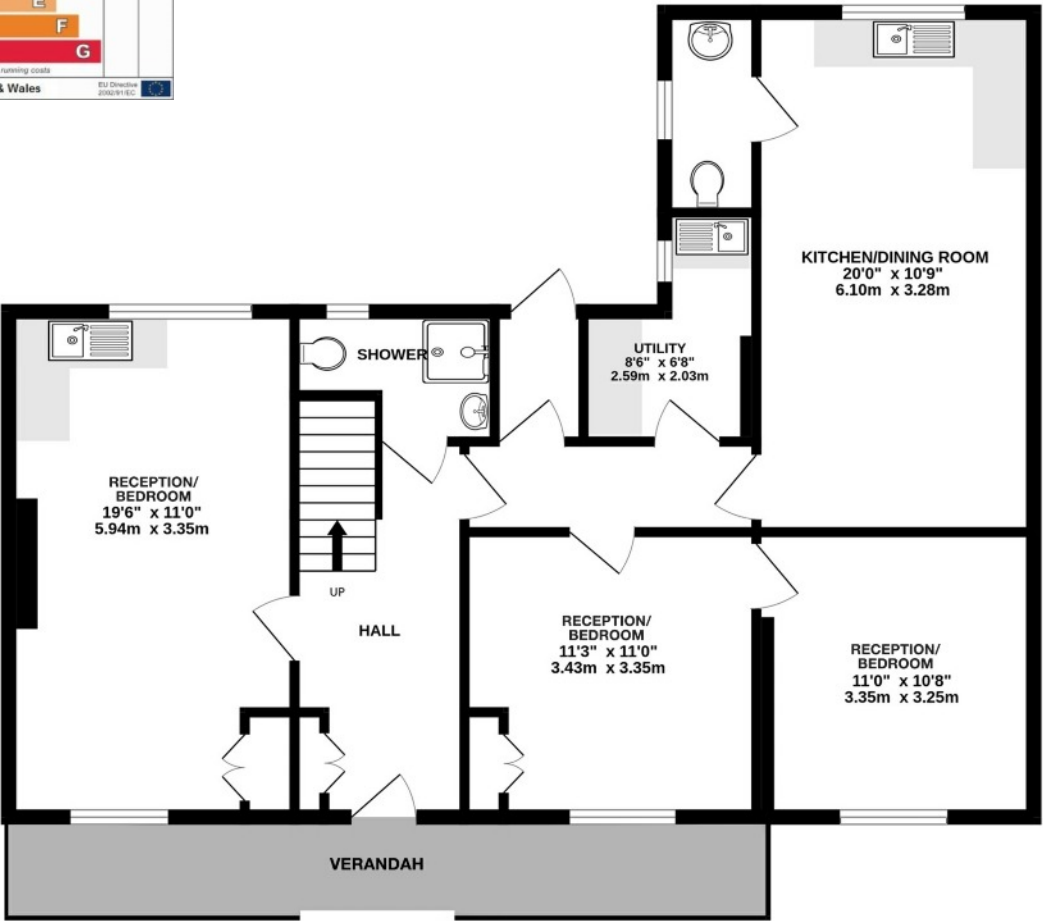 E
F
G
running costs
& Wales
EU Directive
2002/91/EC
KITCHEN/DINING ROOM
20'0" x 10'9"
6.10m x 3.28m
SHOWER
UTILITY
8'6" x 6'8"
2.59m x 2.03m
RECEPTION/
BEDROOM
19'6" x 11'0"
5.94m x 3.35m
UP
HALL
RECEPTION/
BEDROOM
11'3" x 11'0"
3.43m x 3.35m
RECEPTION/
BEDROOM
11'0" x 10'8"
3.35m x 3.25m
VERANDAH